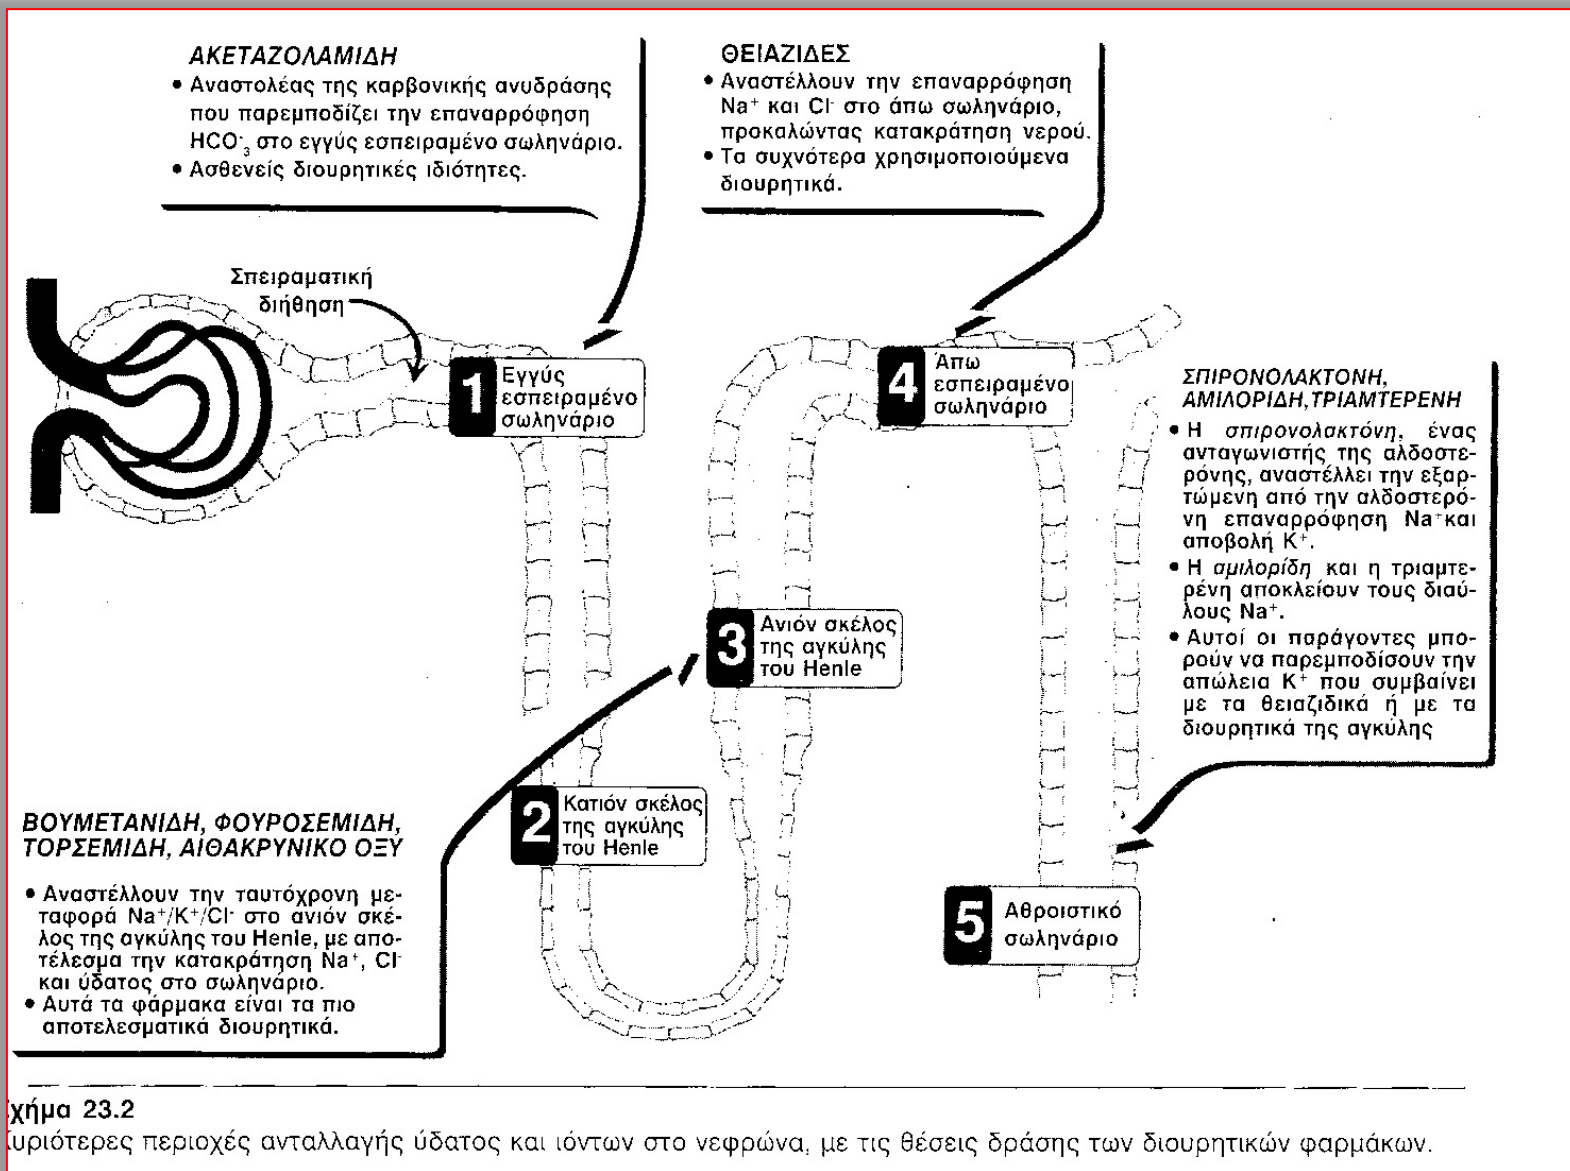 ΑΚΕΤΑΖΟΛΑΜΙΔΗ
• Αναστολέας της καρβονικής ανυδράσης
που παρεμποδίζει την επαναρρόφηση
HCO⁻₃ στο εγγύς εσπειραμένο σωληνάριο.
• Ασθενείς διουρητικές ιδιότητες.
ΘΕΙΑΖΙΔΕΣ
• Αναστέλλουν την επαναρρόφηση
Na⁺ και Cl⁻ στο άπω σωληνάριο,
προκαλώντας κατακράτηση νερού.
• Τα συχνότερα χρησιμοποιούμενα
διουρητικά.
Σπειραματική
διήθηση
1 Εγγύς
εσπειραμένο
σωληνάριο
4 Άπω
εσπειραμένο
σωληνάριο
ΣΠΙΡΟΝΟΛΑΚΤΟΝΗ,
ΑΜΙΛΟΡΙΔΗ, ΤΡΙΑΜΤΕΡΕΝΗ
• Η σπιρονολακτόνη, ένας
ανταγωνιστής της αλδοστε-
ρόνης, αναστέλλει την εξαρ-
τώμενη από την αλδοστερό-
νη επαναρρόφηση Na⁺ και
αποβολή K⁺.
• Η αμιλορίδη και η τριαμτε-
ρένη αποκλείουν τους διαύ-
λους Na⁺.
• Αυτοί οι παράγοντες μπο-
ρούν να παρεμποδίσουν την
απώλεια K⁺ που συμβαίνει
με τα θειαζιδικά ή με τα
διουρητικά της αγκύλης
3 Ανιόν σκέλος
της αγκύλης
του Henle
2 Κατιόν σκέλος
της αγκύλης
του Henle
ΒΟΥΜΕΤΑΝΙΔΗ, ΦΟΥΡΟΣΕΜΙΔΗ,
ΤΟΡΣΕΜΙΔΗ, ΑΙΘΑΚΡΥΝΙΚΟ ΟΞΥ
• Αναστέλλουν την ταυτόχρονη με-
ταφορά Na⁺/K⁺/Cl⁻ στο ανιόν σκέ-
λος της αγκύλης του Henle, με απο-
τέλεσμα την κατακράτηση Na⁺, Cl⁻
και ύδατος στο σωληνάριο.
• Αυτά τα φάρμακα είναι τα πιο
αποτελεσματικά διουρητικά.
5 Αθροιστικό
σωληνάριο
χήμα 23.2
υριότερες περιοχές ανταλλαγής ύδατος και ιόντων στο νεφρώνα, με τις θέσεις δράσης των διουρητικών φαρμάκων.